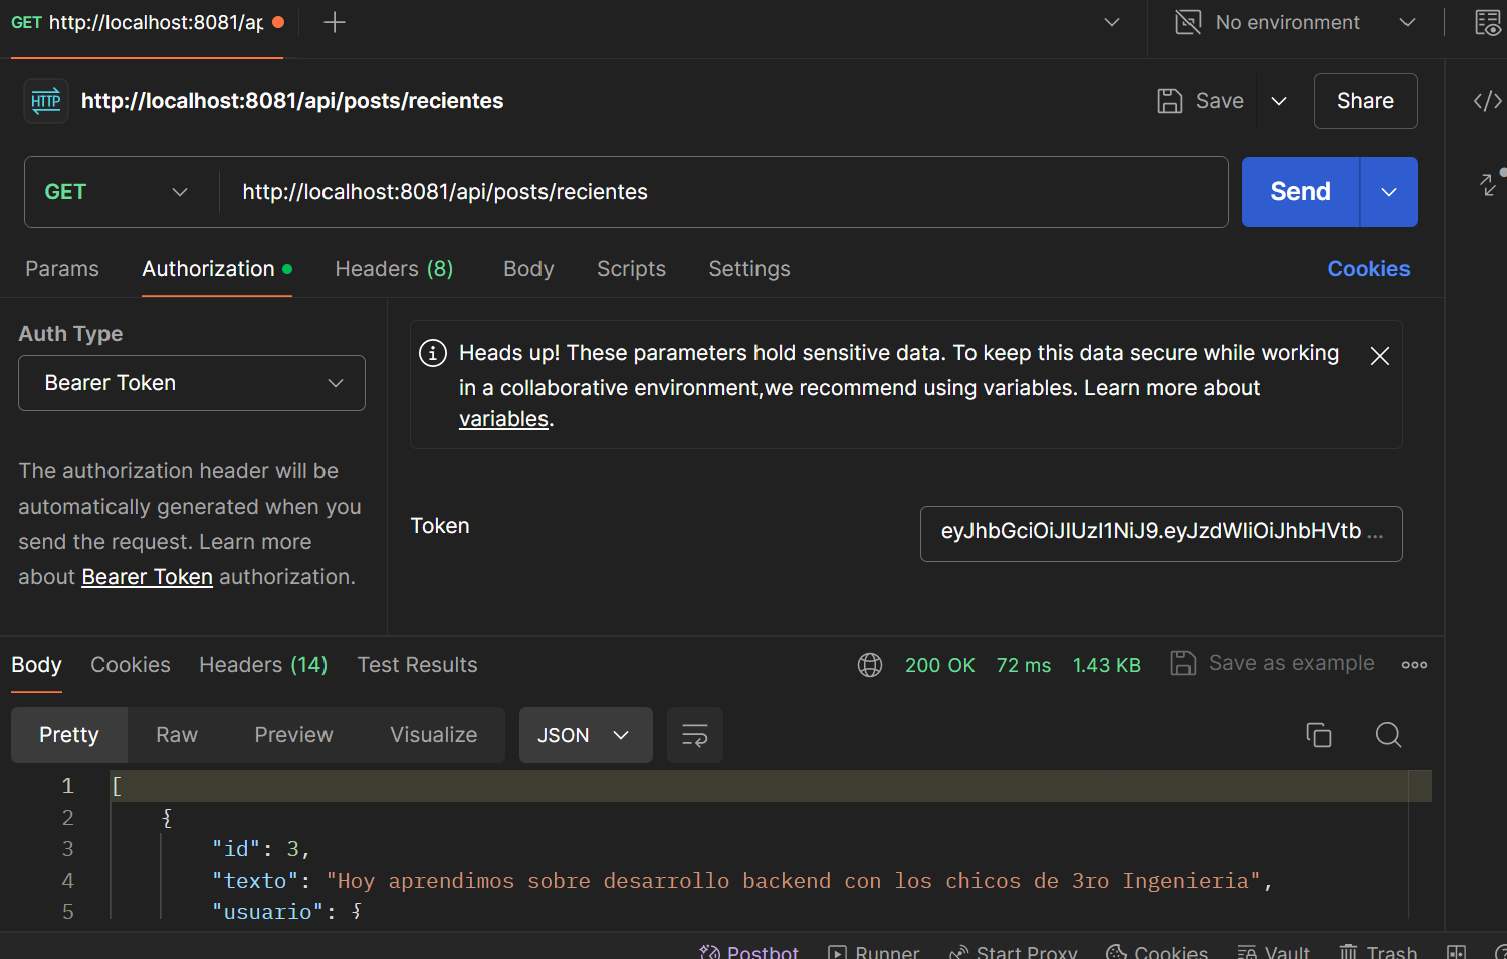 GET http://localhost:8081/ap
No environment
HTTP http://localhost:8081/api/posts/recientes
Save
Share
GET
http://localhost:8081/api/posts/recientes
Send
Params Authorization Headers (8) Body Scripts Settings Cookies
Auth Type
Bearer Token
The authorization header will be
automatically generated when you
send the request. Learn more
about Bearer Token authorization.
Heads up! These parameters hold sensitive data. To keep this data secure while working
in a collaborative environment,we recommend using variables. Learn more about
variables.
Token
eyJhbGciOiJIUzI1NiJ9.eyJzdWIiOiJhbHVtb ...
Body Cookies Headers (14) Test Results
200 OK 72 ms 1.43 KB Save as example
Pretty Raw Preview Visualize JSON
1 [
2 {
3 "id": 3,
4 "texto": "Hoy aprendimos sobre desarrollo backend con los chicos de 3ro Ingenieria",
5 "usuario": {
Postbot Runner Start Proxy Cookies Vault Trash